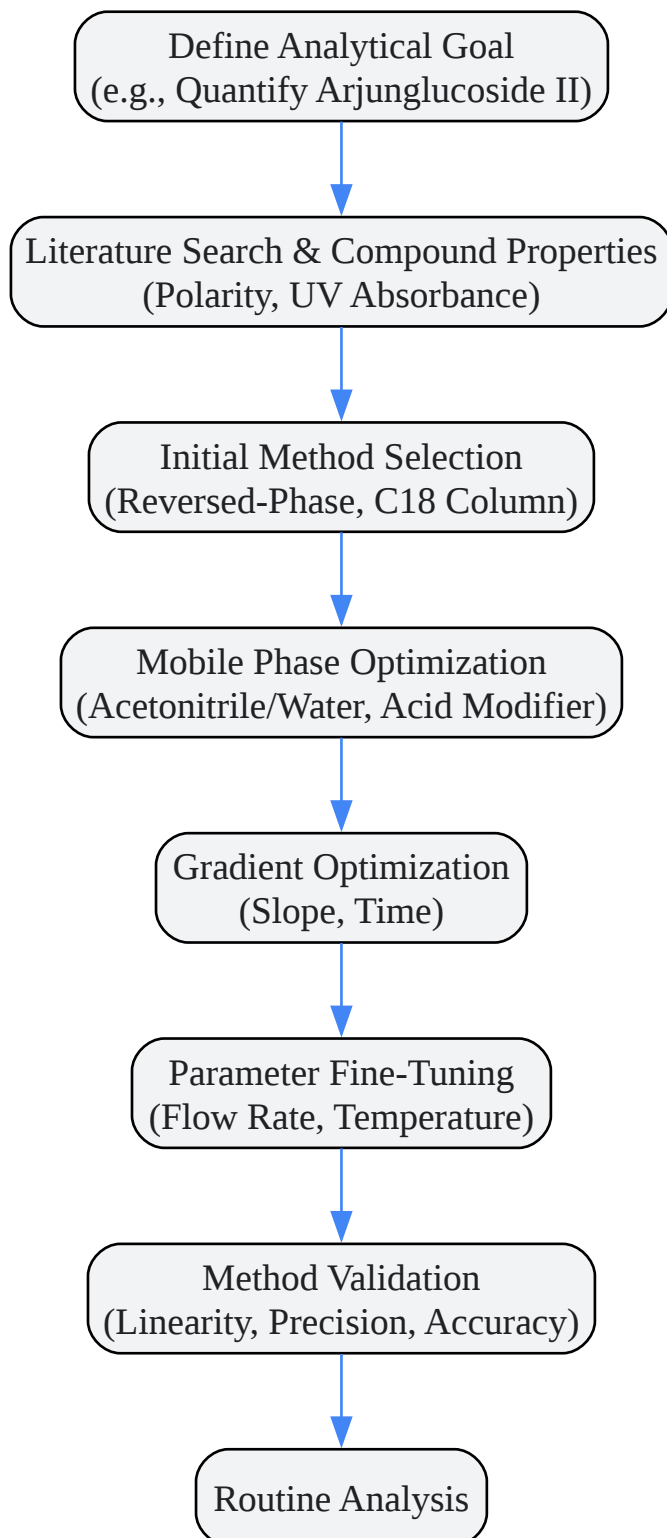 Define Analytical Goal
(e.g., Quantify Arjunglucoside II)
Literature Search & Compound Properties
(Polarity, UV Absorbance)
Initial Method Selection
(Reversed-Phase, C18 Column)
Mobile Phase Optimization
(Acetonitrile/Water, Acid Modifier)
Gradient Optimization
(Slope, Time)
Parameter Fine-Tuning
(Flow Rate, Temperature)
Method Validation
(Linearity, Precision, Accuracy)
Routine Analysis